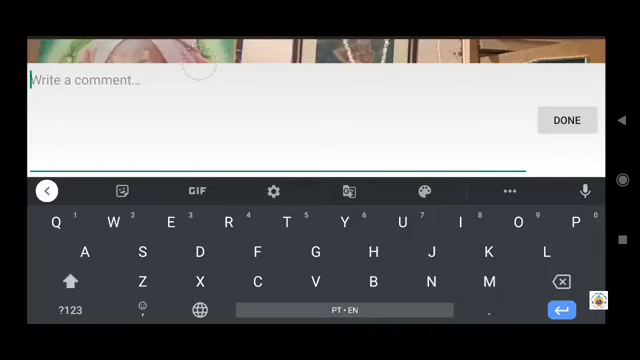 Write a comment...
DONE
GIF
Q 1 W 2 E 3 R 4 T 5 Y 6 U 7 I 8 O 9 P 0
A S D F G H J K L
Z X C V B N M
?123 , PT • EN .